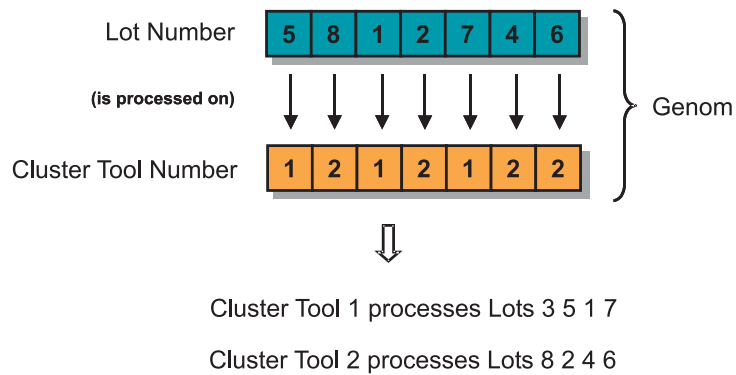 Lot Number 5 8 1 2 7 4 6
(is processed on)
Genom
Cluster Tool Number 1 2 1 2 1 2 2
Cluster Tool 1 processes Lots 3 5 1 7
Cluster Tool 2 processes Lots 8 2 4 6